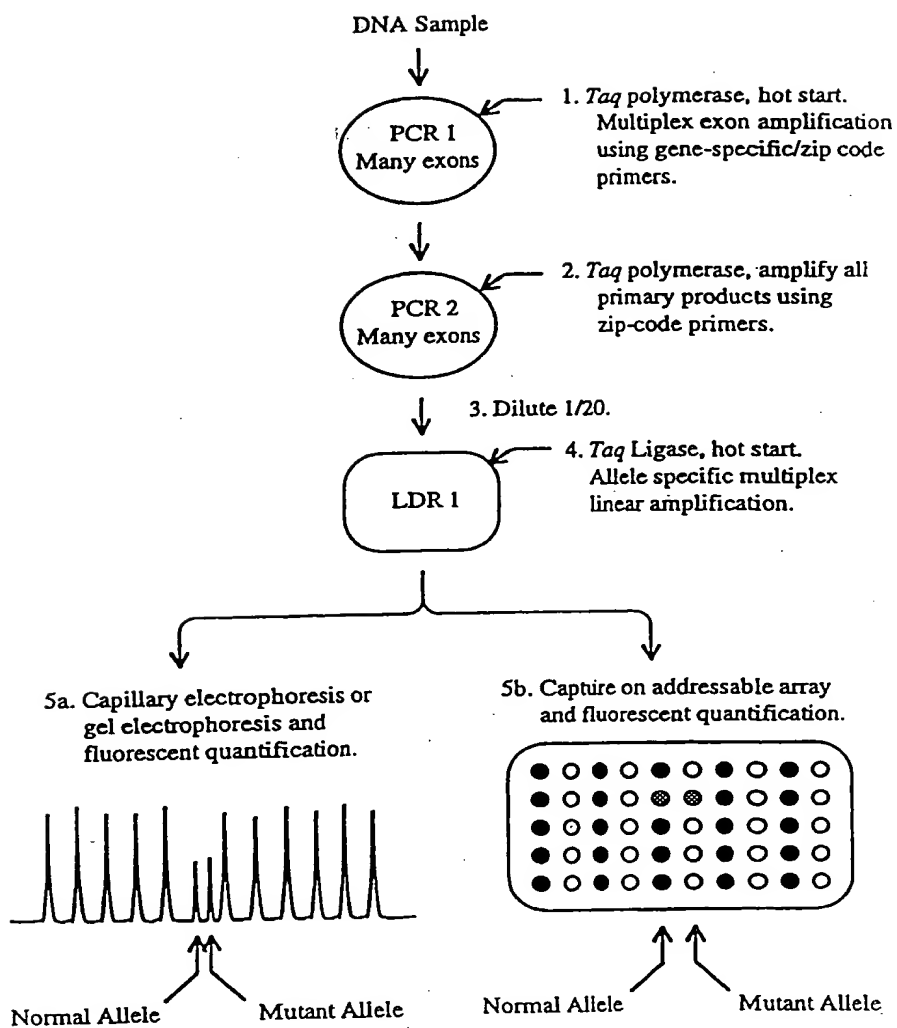 DNA Sample
PCR 1
Many exons
1. Taq polymerase, hot start.
Multiplex exon amplification
using gene-specific/zip code
primers.
PCR 2
Many exons
2. Taq polymerase, amplify all
primary products using
zip-code primers.
3. Dilute 1/20.
LDR 1
4. Taq Ligase, hot start.
Allele specific multiplex
linear amplification.
5a. Capillary electrophoresis or
gel electrophoresis and
fluorescent quantification.
5b. Capture on addressable array
and fluorescent quantification.
Normal Allele
Mutant Allele
Normal Allele
Mutant Allele